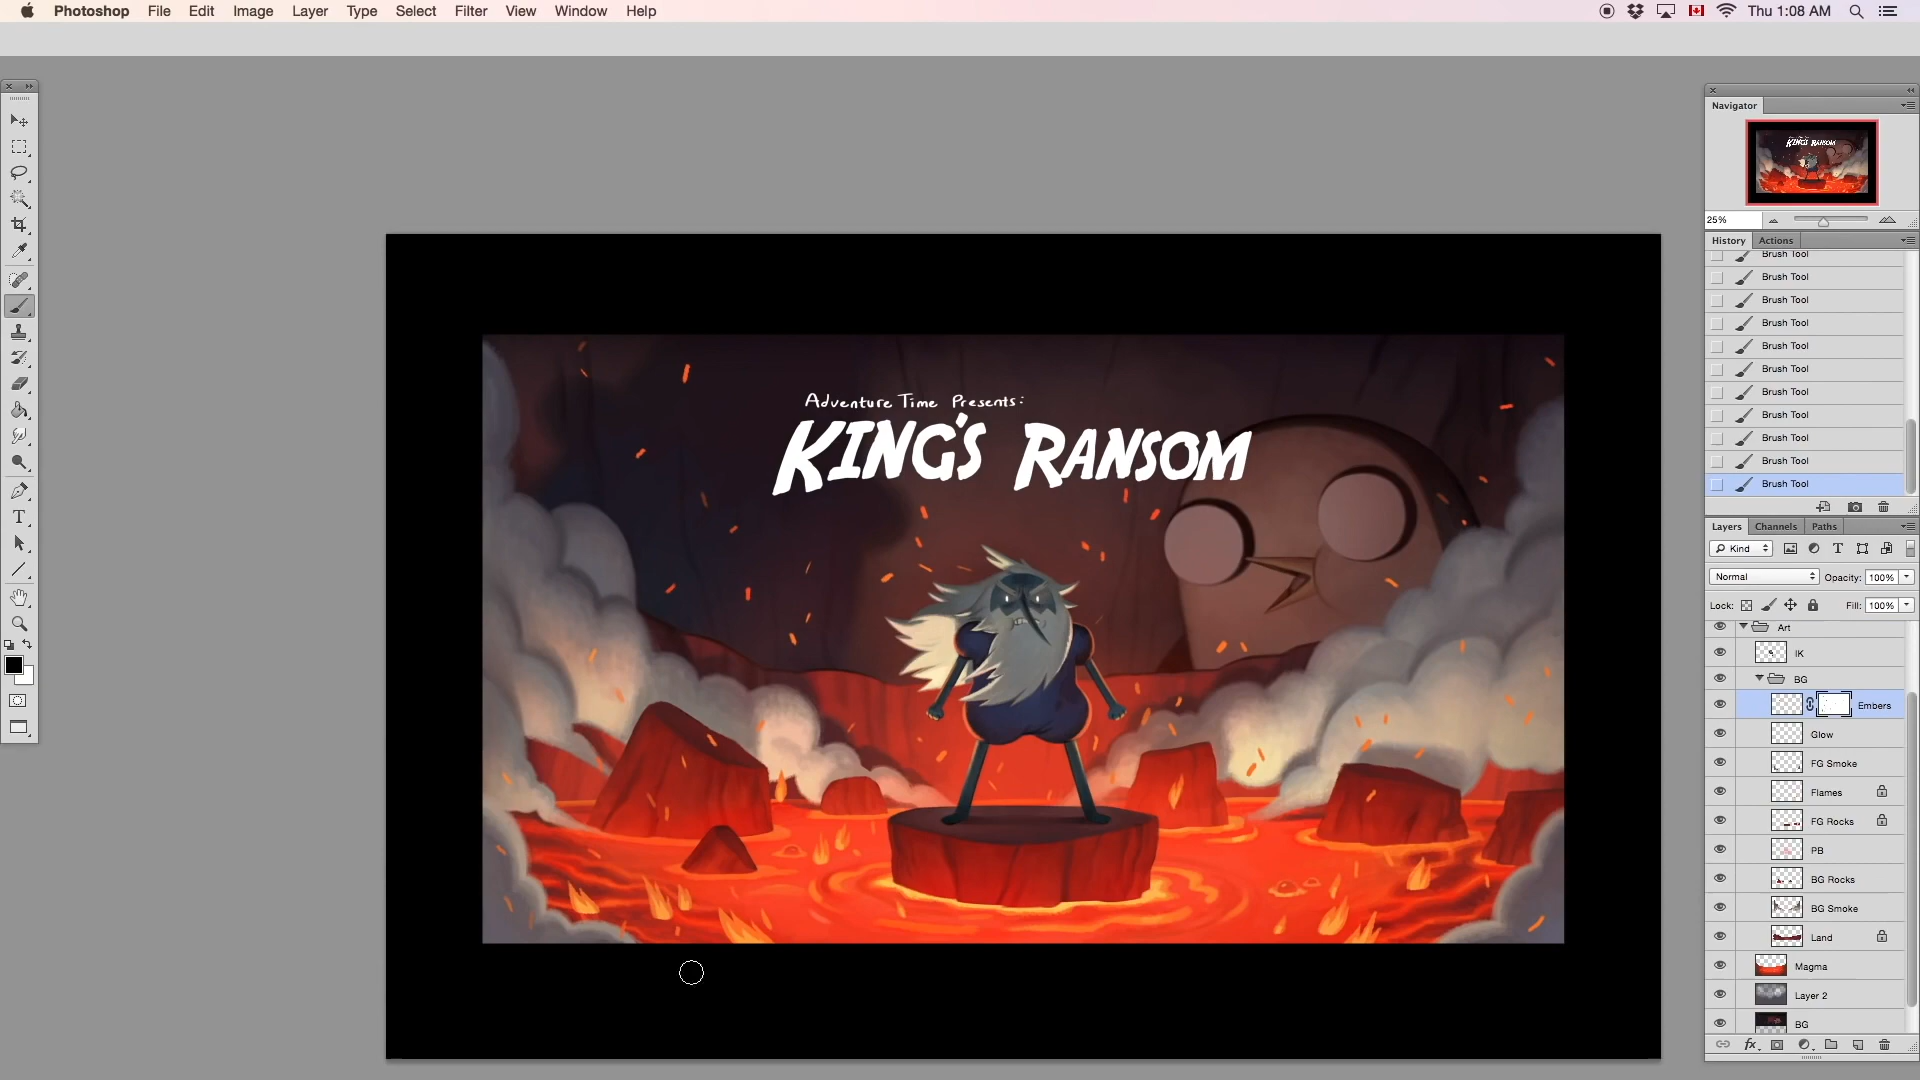 Photoshop File Edit Image Layer Type Select Filter View Window Help Thu 1:08 AM
Navigator
KING'S RANSOM
25%
History Actions
Brush Tool
Brush Tool
Brush Tool
Brush Tool
Brush Tool
Brush Tool
Brush Tool
Brush Tool
Brush Tool
Brush Tool
Brush Tool
Layers Channels Paths
Kind
Normal Opacity: 100%
Lock: Fill: 100%
Art
IK
BG
Embers
Glow
FG Smoke
Flames
FG Rocks
PB
BG Rocks
BG Smoke
Land
Magma
Layer 2
BG
fx
T
Adventure Time Presents:
KING'S RANSOM